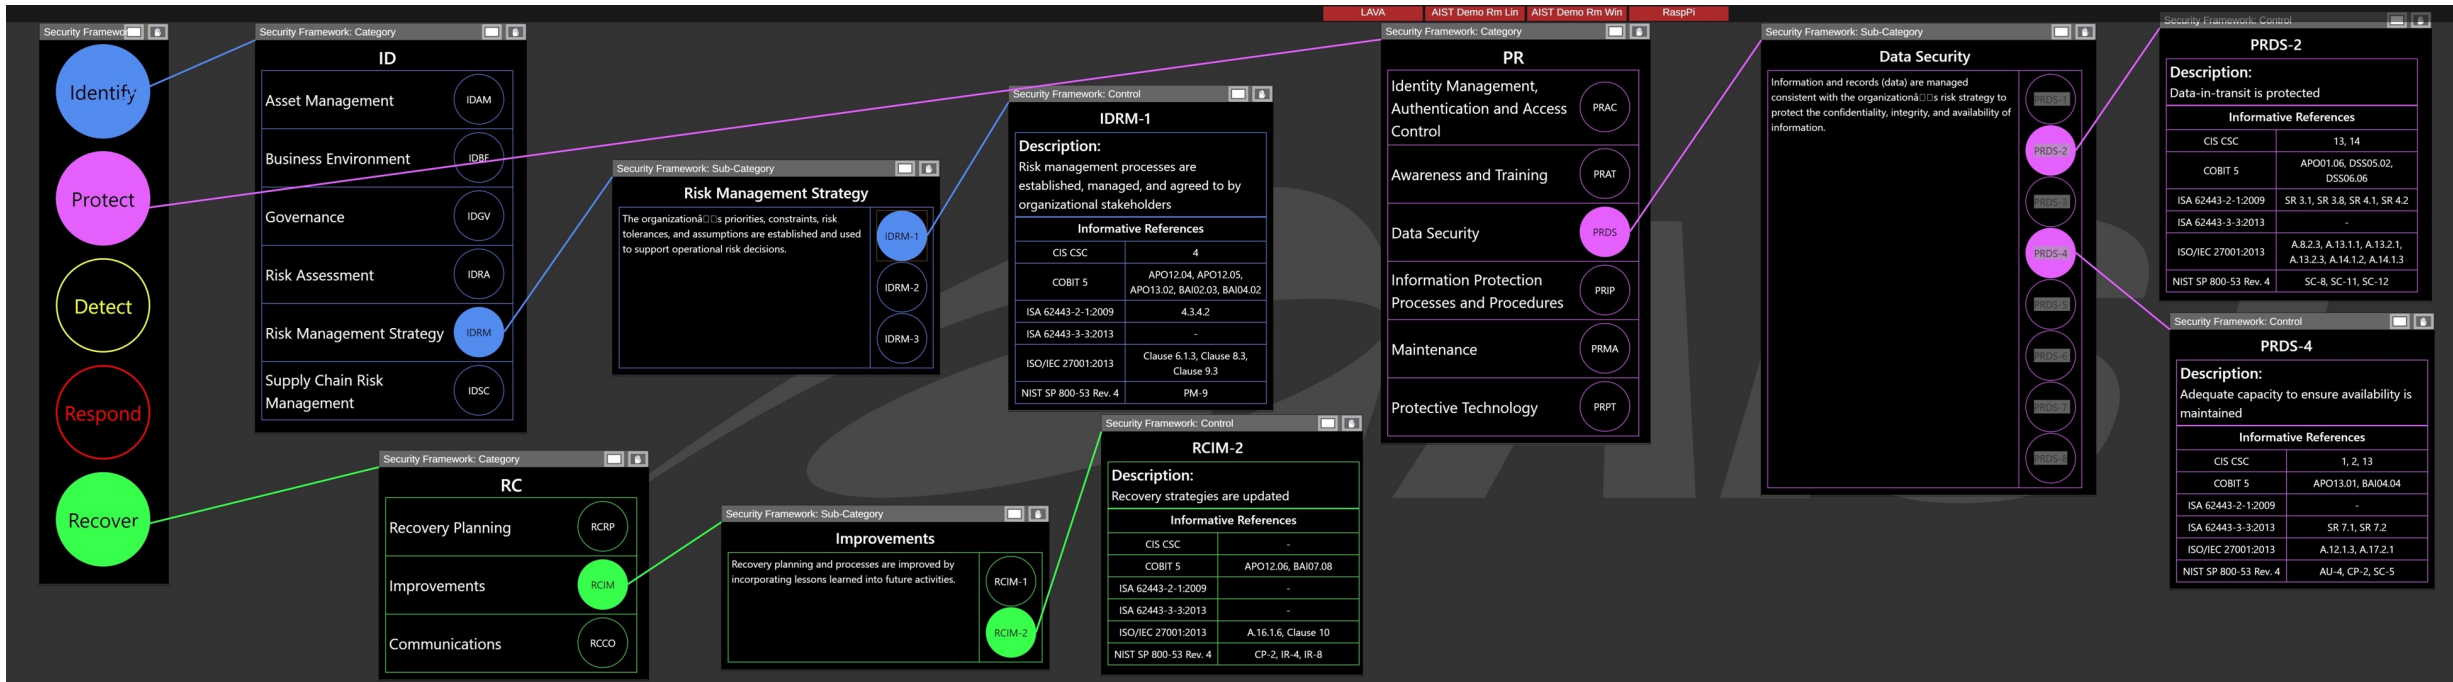 LAVA
AIST Demo Rm Lin
AIST Demo Rm Win
RaspPi
Security Framewo
Identify
Protect
Detect
Respond
Recover
Security Framework: Category
ID
Asset Management
IDAM
Business Environment
IDBE
Governance
IDGV
Risk Assessment
IDRA
Risk Management Strategy
IDRM
Supply Chain Risk
Management
IDSC
Security Framework: Sub-Category
Risk Management Strategy
The organizationâ□□s priorities, constraints, risk
tolerances, and assumptions are established and used
to support operational risk decisions.
IDRM-1
IDRM-2
IDRM-3
Security Framework: Control
IDRM-1
Description:
Risk management processes are
established, managed, and agreed to by
organizational stakeholders
Informative References
CIS CSC
4
COBIT 5
APO12.04, APO12.05,
APO13.02, BAI02.03, BAI04.02
ISA 62443-2-1:2009
4.3.4.2
ISA 62443-3-3:2013
-
ISO/IEC 27001:2013
Clause 6.1.3, Clause 8.3,
Clause 9.3
NIST SP 800-53 Rev. 4
PM-9
Security Framework: Category
RC
Recovery Planning
RCRP
Improvements
RCIM
Communications
RCCO
Security Framework: Sub-Category
Improvements
Recovery planning and processes are improved by
incorporating lessons learned into future activities.
RCIM-1
RCIM-2
Security Framework: Control
RCIM-2
Description:
Recovery strategies are updated
Informative References
CIS CSC
-
COBIT 5
APO12.06, BAI07.08
ISA 62443-2-1:2009
-
ISA 62443-3-3:2013
-
ISO/IEC 27001:2013
A.16.1.6, Clause 10
NIST SP 800-53 Rev. 4
CP-2, IR-4, IR-8
Security Framework: Category
PR
Identity Management,
Authentication and Access
Control
PRAC
Awareness and Training
PRAT
Data Security
PRDS
Information Protection
Processes and Procedures
PRIP
Maintenance
PRMA
Protective Technology
PRPT
Security Framework: Sub-Category
Data Security
Information and records (data) are managed
consistent with the organizationâ□□s risk strategy to
protect the confidentiality, integrity, and availability of
information.
PRDS-1
PRDS-2
PRDS-3
PRDS-4
PRDS-5
PRDS-6
PRDS-7
PRDS-8
Security Framework: Control
PRDS-2
Description:
Data-in-transit is protected
Informative References
CIS CSC
13, 14
COBIT 5
APO01.06, DSS05.02,
DSS06.06
ISA 62443-2-1:2009
SR 3.1, SR 3.8, SR 4.1, SR 4.2
ISA 62443-3-3:2013
-
ISO/IEC 27001:2013
A.8.2.3, A.13.1.1, A.13.2.1,
A.13.2.3, A.14.1.2, A.14.1.3
NIST SP 800-53 Rev. 4
SC-8, SC-11, SC-12
Security Framework: Control
PRDS-4
Description:
Adequate capacity to ensure availability is
maintained
Informative References
CIS CSC
1, 2, 13
COBIT 5
APO13.01, BAI04.04
ISA 62443-2-1:2009
-
ISA 62443-3-3:2013
SR 7.1, SR 7.2
ISO/IEC 27001:2013
A.12.1.3, A.17.2.1
NIST SP 800-53 Rev. 4
AU-4, CP-2, SC-5